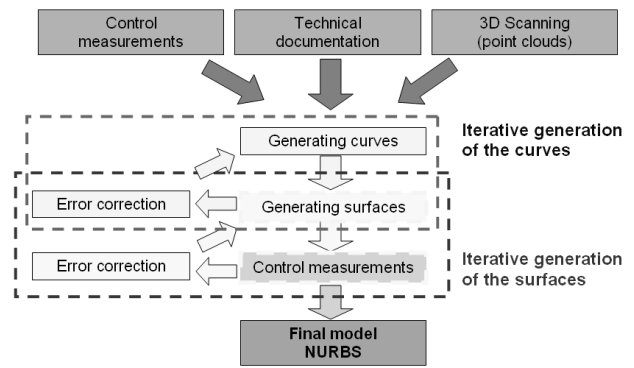 Control
measurements
Technical
documentation
3D Scanning
(point clouds)
Generating curves
Iterative generation
of the curves
Error correction
Generating surfaces
Error correction
Control measurements
Iterative generation
of the surfaces
Final model
NURBS